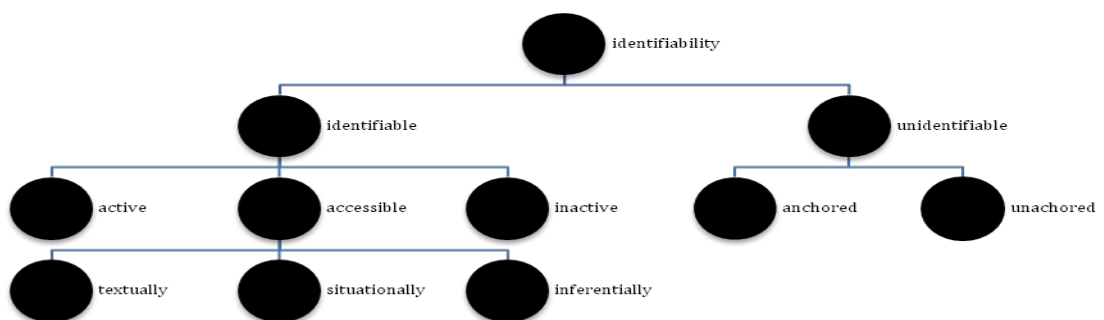 identifiability
identifiable unidentifiable
active accessible inactive anchored unachored
textually situationally inferentially